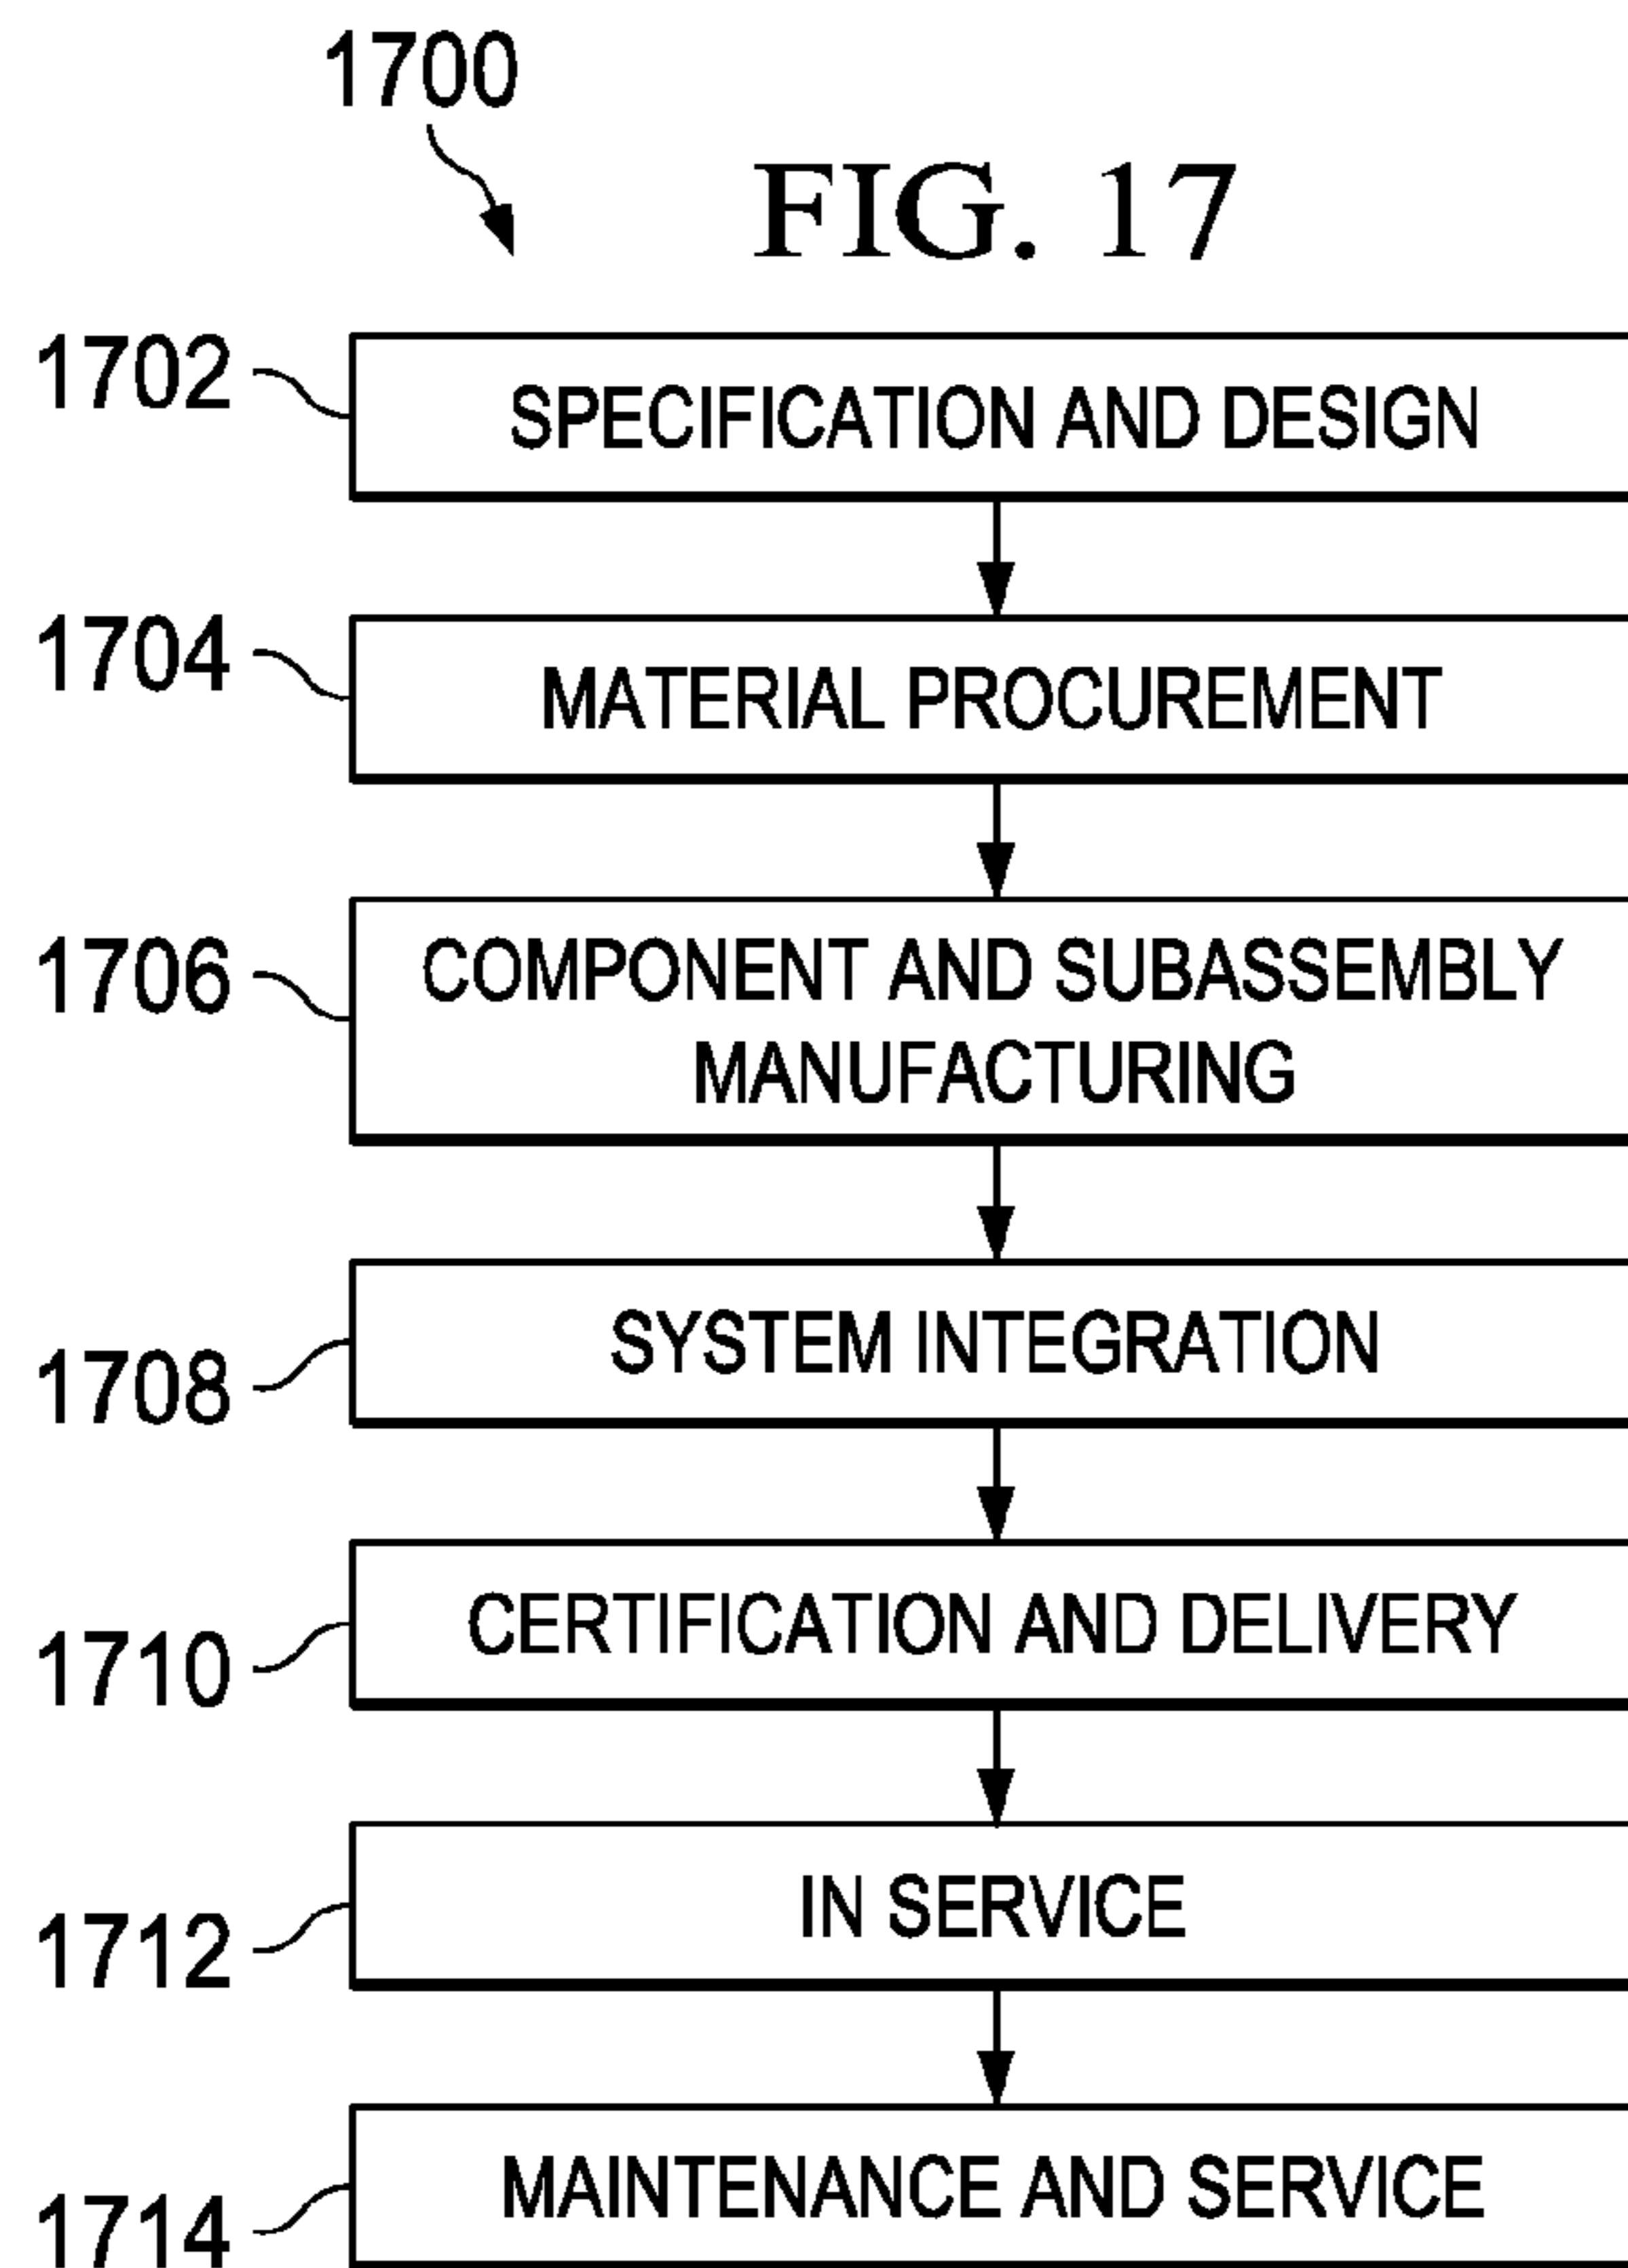 1700
FIG. 17
1702
SPECIFICATION AND DESIGN
1704
MATERIAL PROCUREMENT
1706
COMPONENT AND SUBASSEMBLY
MANUFACTURING
1708
SYSTEM INTEGRATION
1710
CERTIFICATION AND DELIVERY
1712
IN SERVICE
1714
MAINTENANCE AND SERVICE